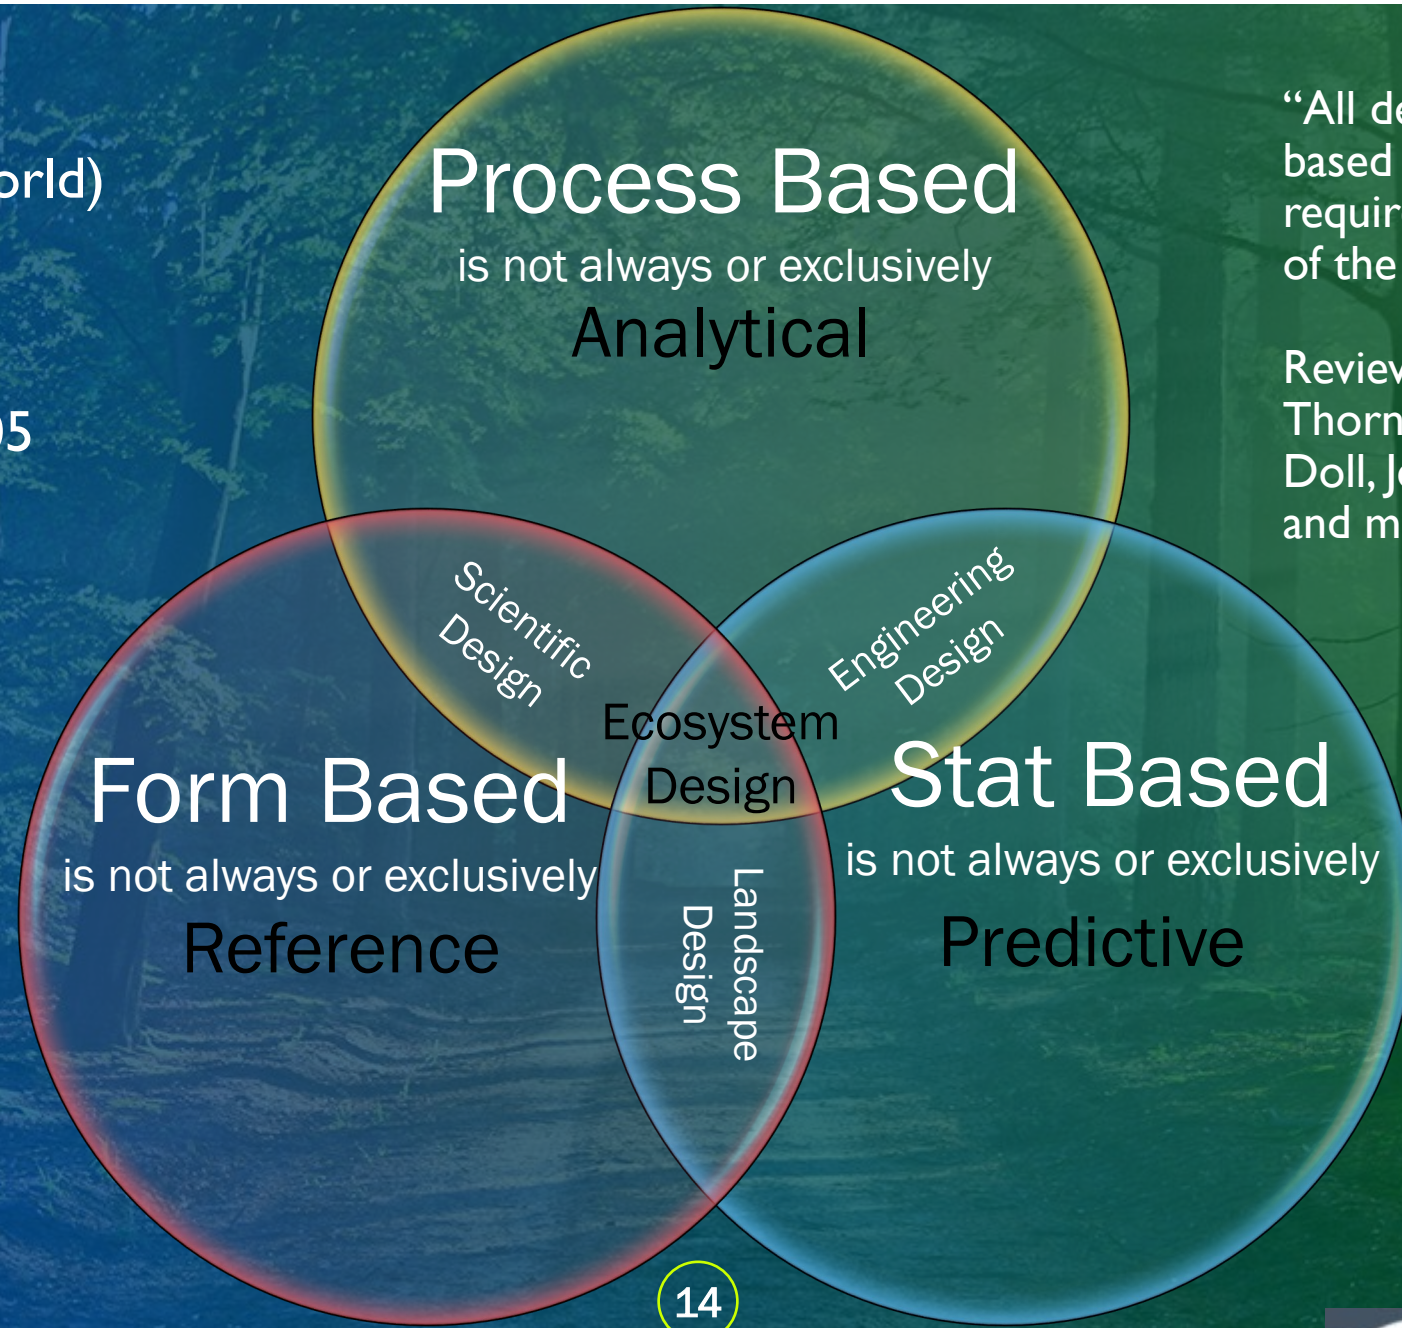 orld)
05
Process Based
is not always or exclusively
Analytical
“All de
based
requir
of the
Review
Thorn
Doll, Jo
and m
Scientific
Design
Engineering
Design
Ecosystem
Design
Form Based
is not always or exclusively
Reference
Stat Based
is not always or exclusively
Predictive
Landscape
Design
14